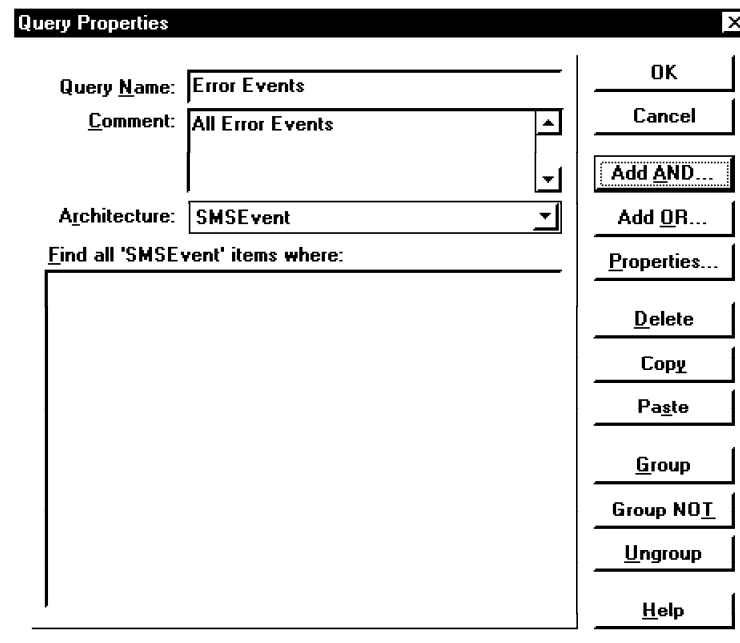 Query Properties
Query Name: Error Events
Comment: All Error Events
Architecture: SMSEvent
Find all 'SMSEvent' items where:
OK
Cancel
Add AND...
Add OR...
Properties...
Delete
Copy
Paste
Group
Group NOT
Ungroup
Help